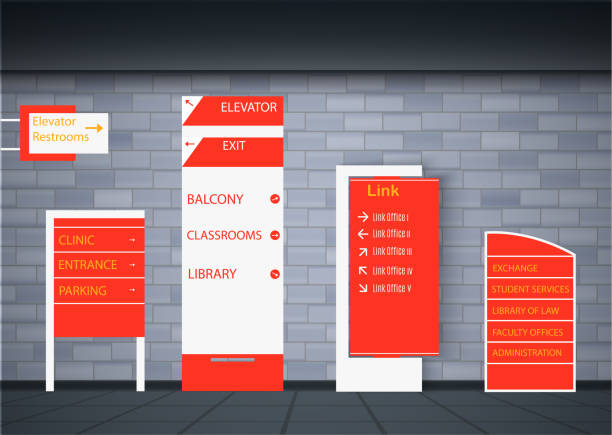 Elevator
Restrooms
CLINIC
ENTRANCE
PARKING
ELEVATOR
EXIT
BALCONY
CLASSROOMS
LIBRARY
Link
Link Office I
Link Office II
Link Office III
Link Office IV
Link Office V
EXCHANGE
STUDENT SERVICES
LIBRARY OF LAW
FACULTY OFFICES
ADMINISTRATION